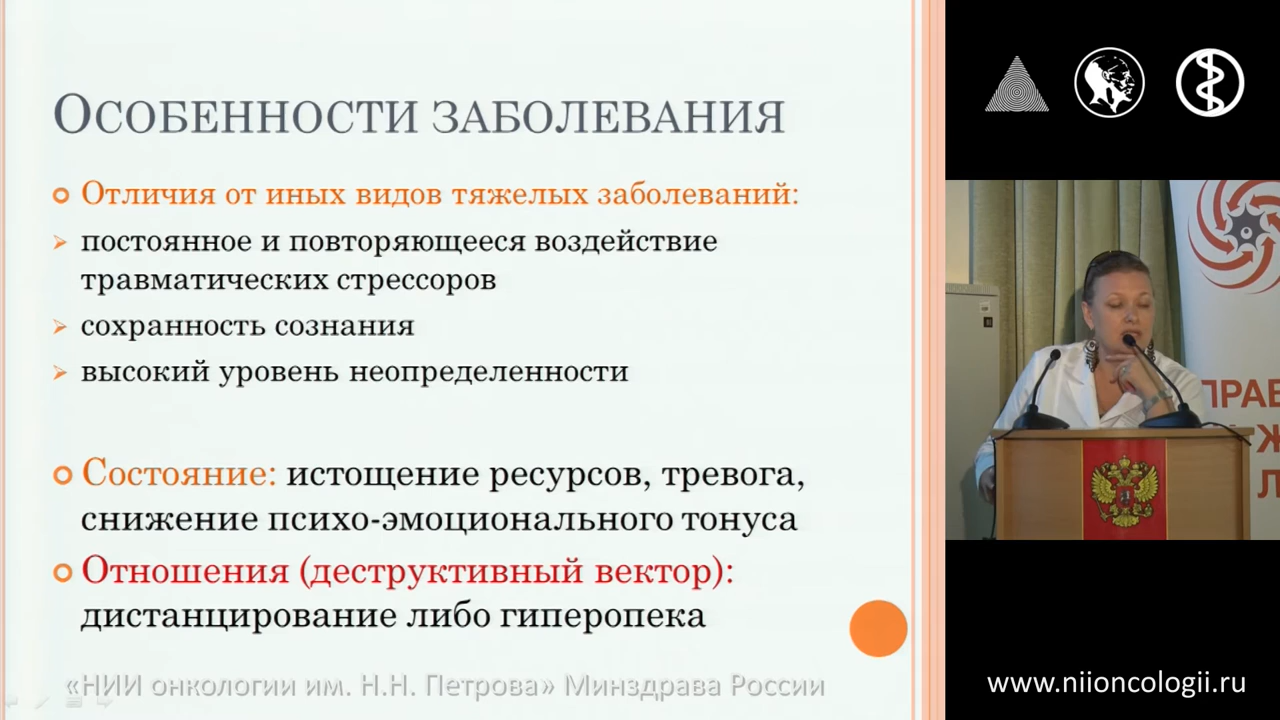 Особенности заболевания
Отличия от иных видов тяжелых заболеваний:
постоянное и повторяющееся воздействие
травматических стрессоров
сохранность сознания
высокий уровень неопределенности
Состояние: истощение ресурсов, тревога,
снижение психо-эмоционального тонуса
Отношения (деструктивный вектор):
дистанцирование либо гиперопека
«НИИ онкологии им. Н.Н. Петрова» Минздрава России
ПРАВ
Ж
Л
www.niioncologii.ru